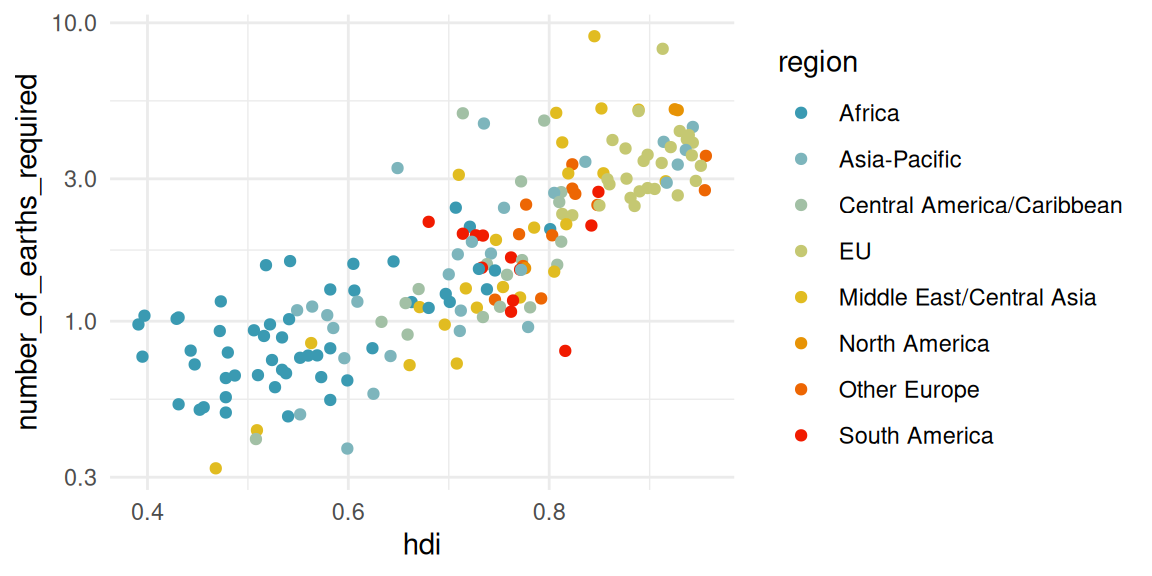 10.0
3.0
1.0
0.3
number_of_earths_required
0.4
0.6
0.8
hdi
region
Africa
Asia-Pacific
Central America/Caribbean
EU
Middle East/Central Asia
North America
Other Europe
South America